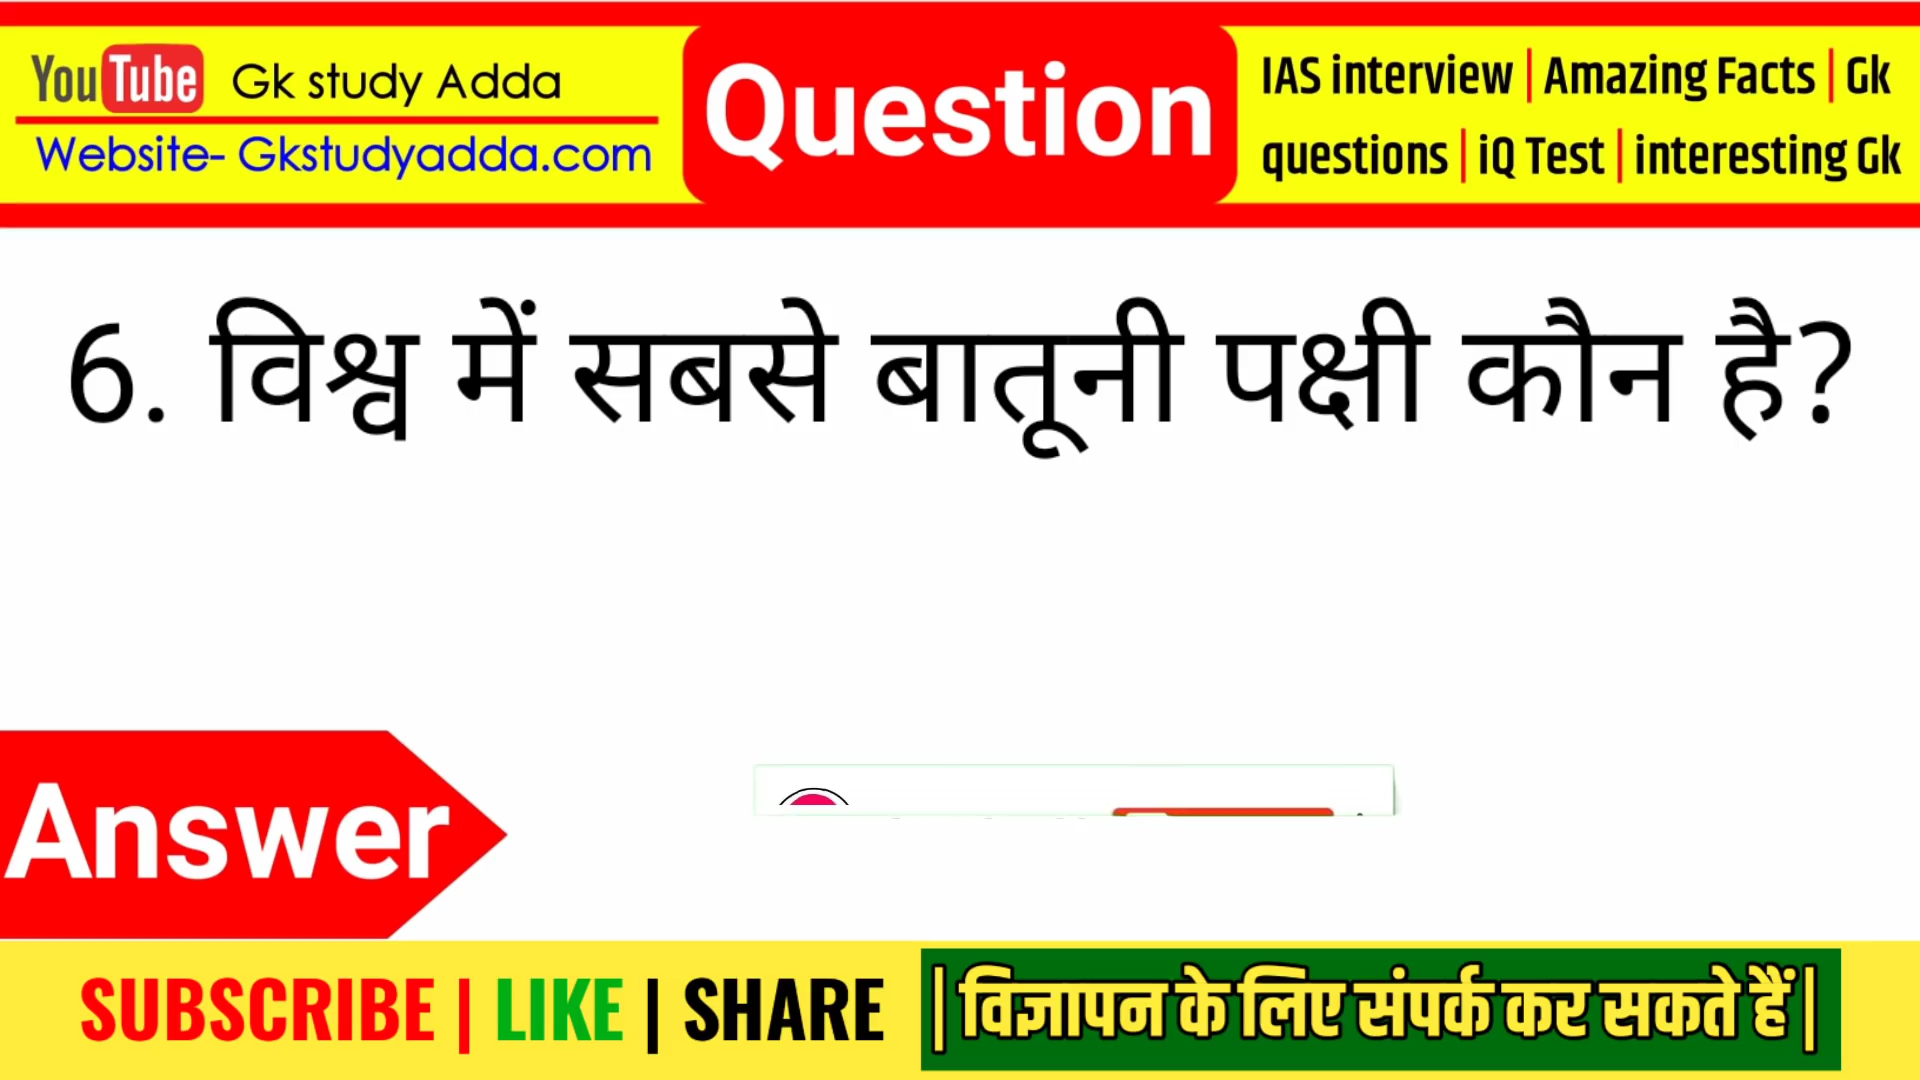 YouTube Gk study Adda
Website- Gkstudyadda.com
Question
IAS interview | Amazing Facts | Gk
questions | iQ Test | interesting Gk
6. विश्व में सबसे बातूनी पक्षी कौन है?
Answer
SUBSCRIBE | LIKE | SHARE
|विज्ञापन के लिए संपर्क कर सकते हैं|